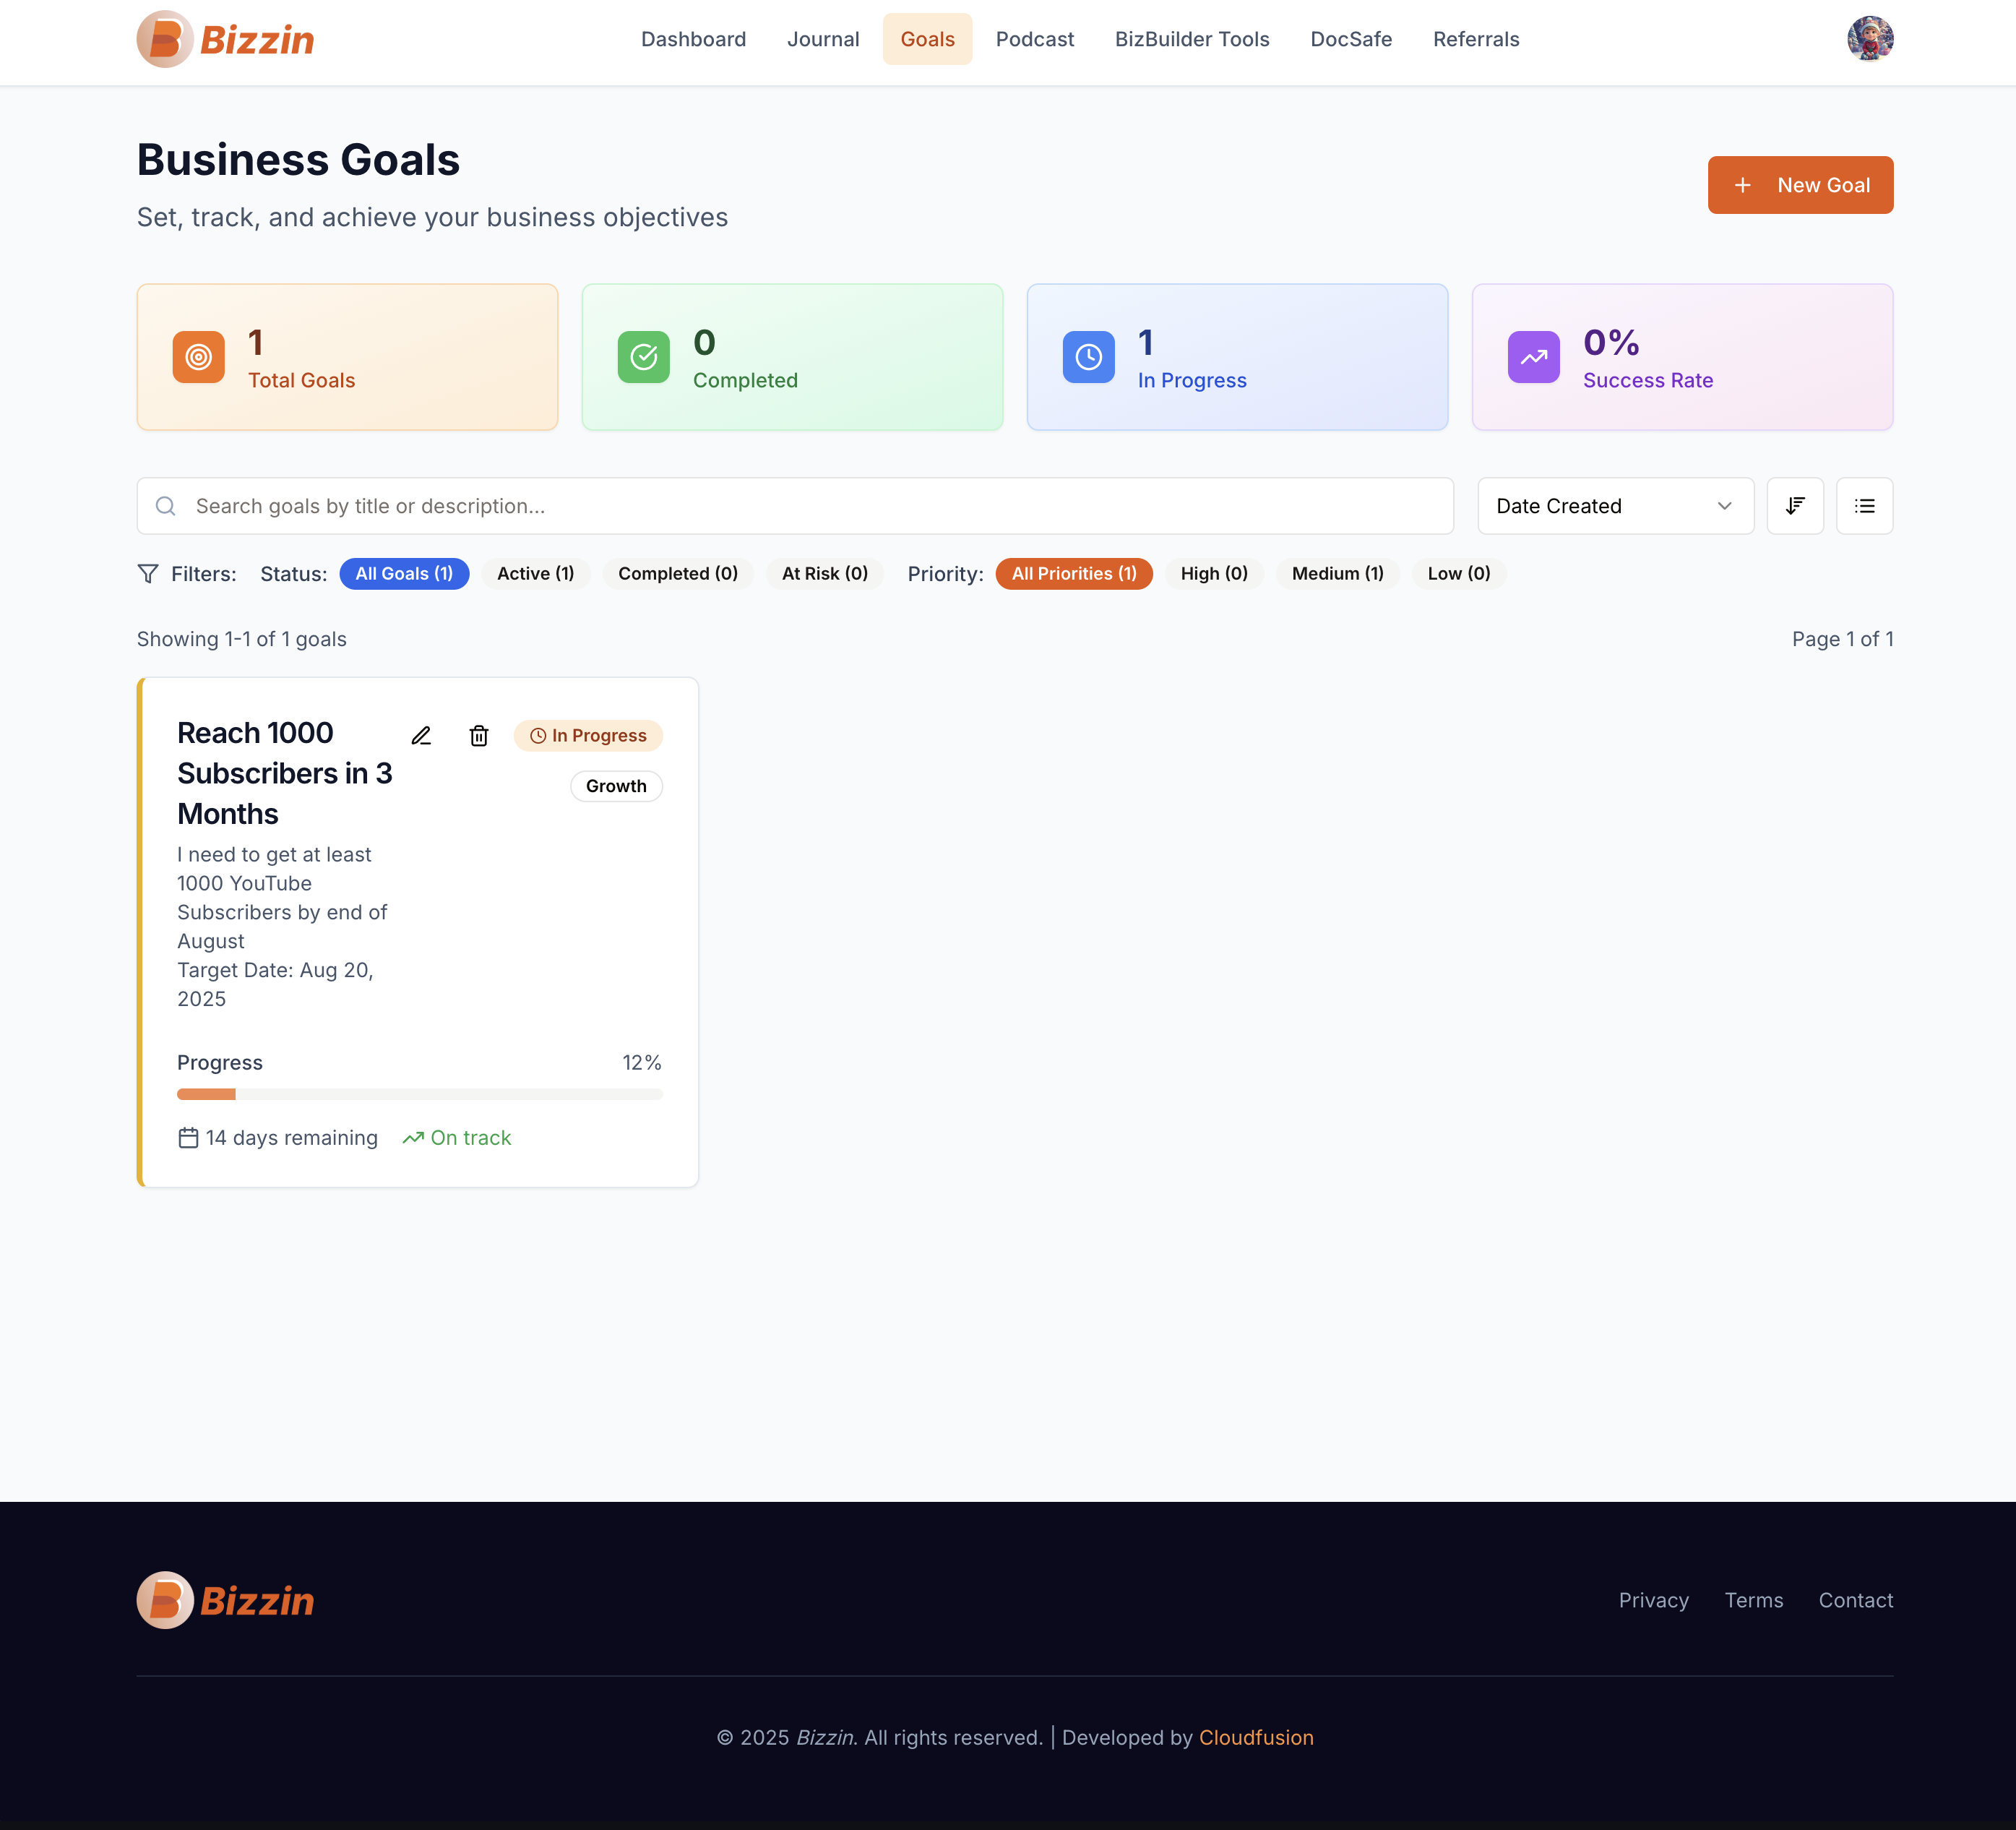 Bizzin
Dashboard Journal Goals Podcast BizBuilder Tools DocSafe Referrals
Business Goals
Set, track, and achieve your business objectives
New Goal
1
Total Goals
0
Completed
1
In Progress
0%
Success Rate
Search goals by title or description...
Date Created
Filters: Status: All Goals (1) Active (1) Completed (0) At Risk (0) Priority: All Priorities (1) High (0) Medium (1) Low (0)
Showing 1-1 of 1 goals
Page 1 of 1
Reach 1000
Subscribers in 3
Months
In Progress
Growth
I need to get at least
1000 YouTube
Subscribers by end of
August
Target Date: Aug 20,
2025
Progress 12%
14 days remaining On track
Bizzin
Privacy Terms Contact
© 2025 Bizzin. All rights reserved. | Developed by Cloudfusion